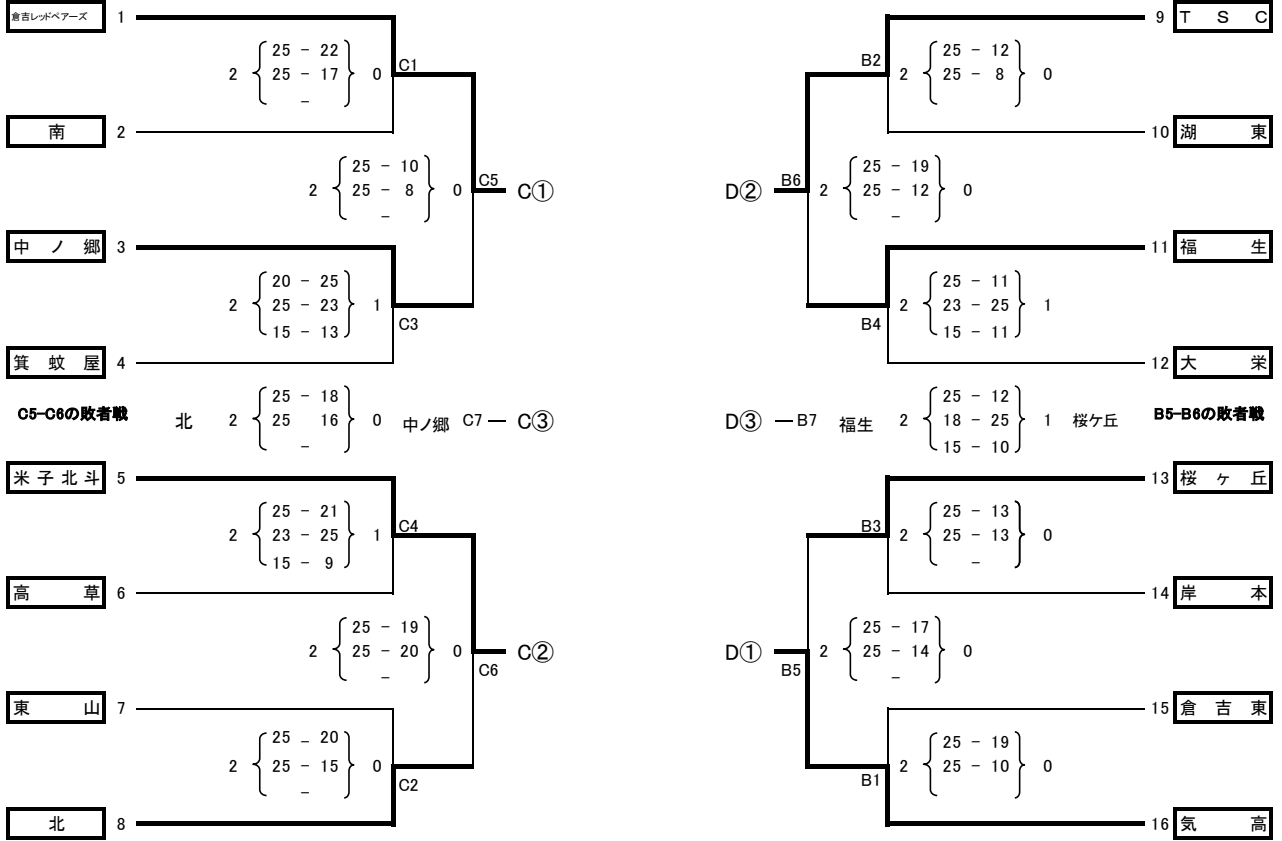 倉吉レッドベアーズ 1
25 - 22
2 25 - 17 0 C1
-
南 2
25 - 10
2 25 - 8 0 C5 C①
-
中ノ郷 3
20 - 25
2 25 - 23 1 C3
15 - 13
箕蚊屋 4
C5-C6の敗者戦
25 - 18
北 2 25 16 0 中ノ郷 C7 C③
-
米子北斗 5
25 - 21
2 23 - 25 1 C4
15 - 9
高草 6
25 - 19
2 25 - 20 0 C6 C②
-
東山 7
25 - 20
2 25 - 15 0 C2
-
北 8
9 TSC
25 - 12
B2 2 25 - 8 0
10 湖東
25 - 19
D② B6 2 25 - 12 0
-
11 福生
25 - 11
B4 2 23 - 25 1
15 - 11
12 大栄
B5-B6の敗者戦
25 - 12
D③ B7 福生 2 18 - 25 1 桜ケ丘
15 - 10
13 桜ヶ丘
25 - 13
B3 2 25 - 13 0
-
14 岸本
25 - 17
D① B5 2 25 - 14 0
-
15 倉吉東
25 - 19
B1 2 25 - 10 0
16 気高